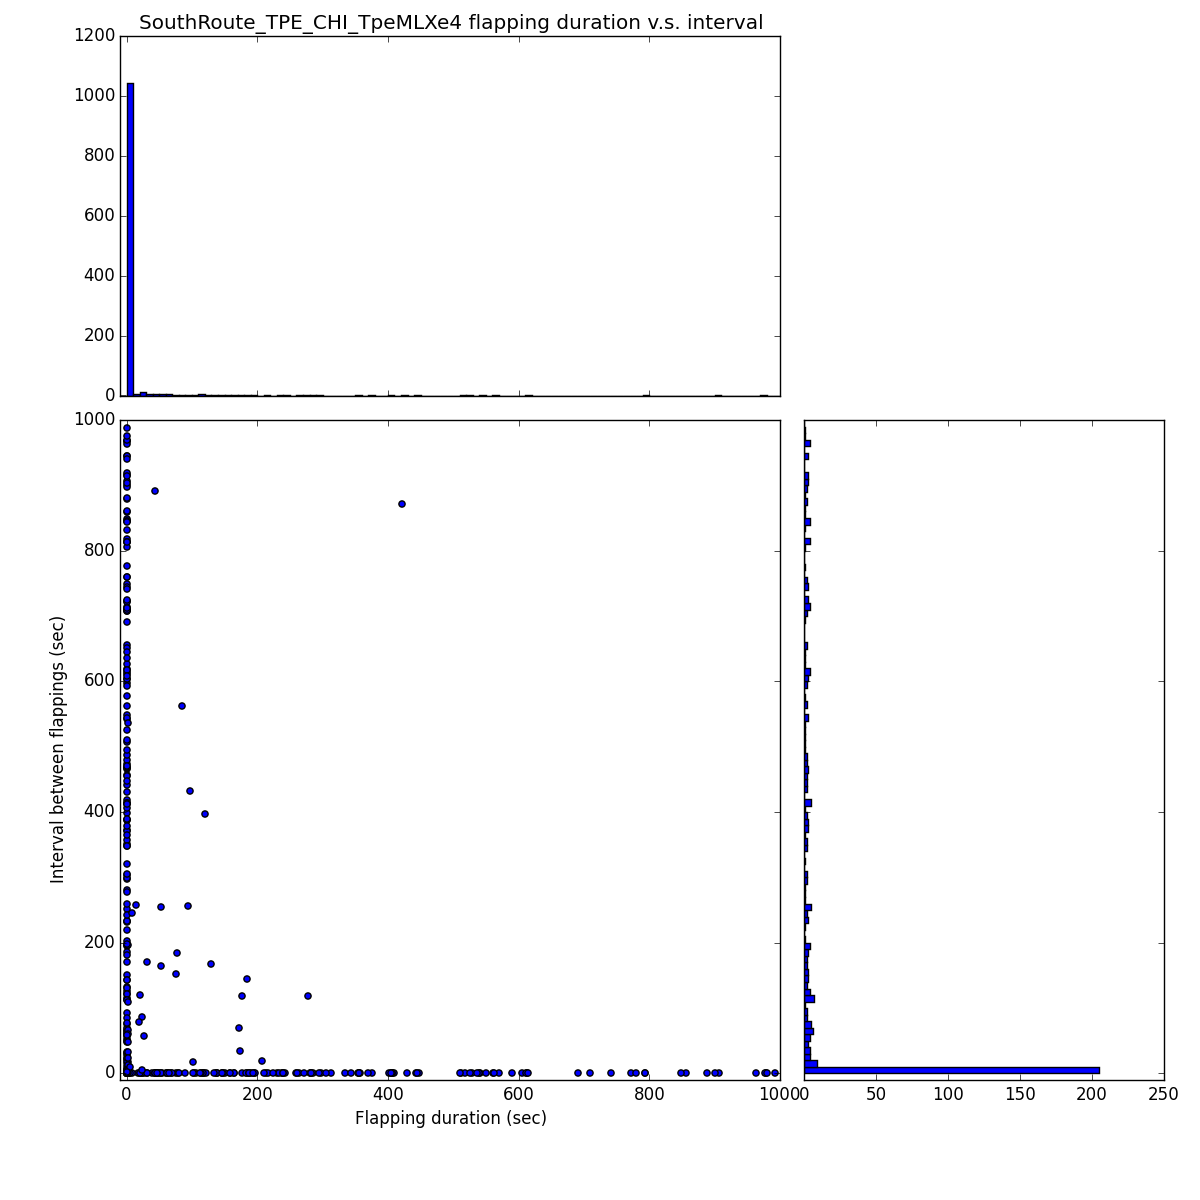 SouthRoute_TPE_CHI_TpeMLXe4 flapping duration v.s. interval
1200
1000
800
600
400
200
0
1000
800
600
400
200
0
Interval between flappings (sec)
0 200 400 600 800 1000
Flapping duration (sec)
0 50 100 150 200 250